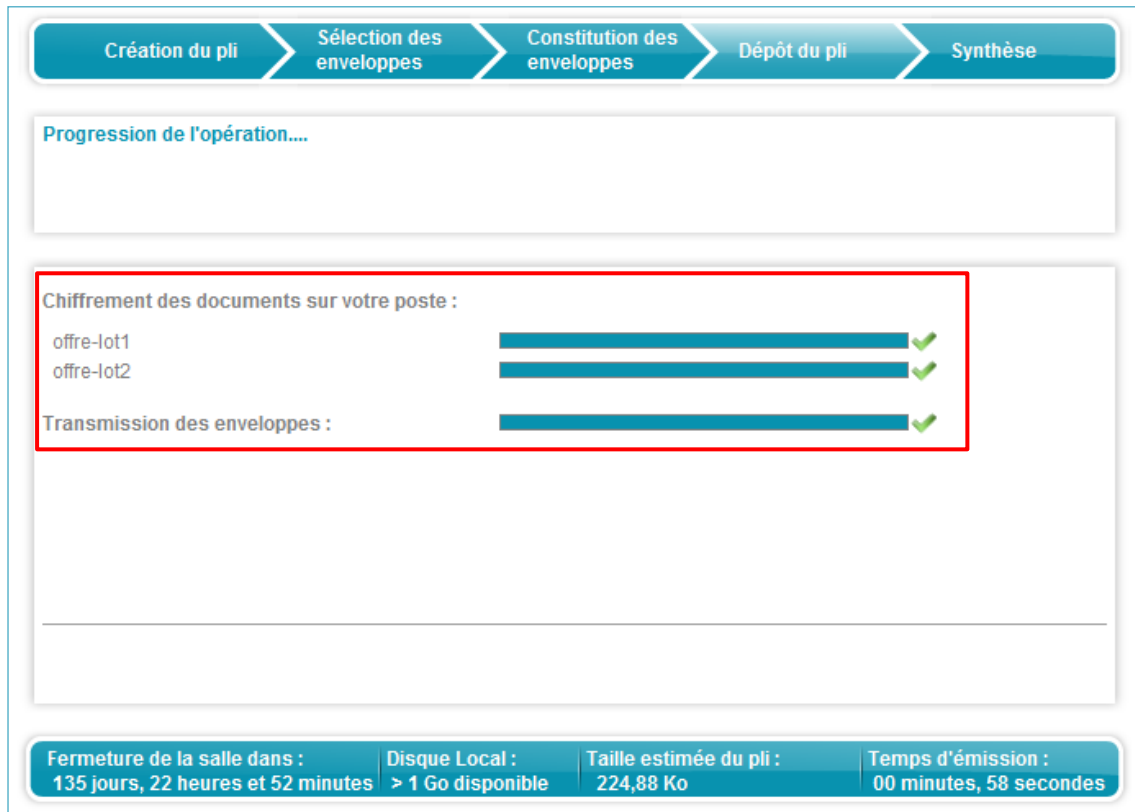 Création du pli
Sélection des
enveloppes
Constitution des
enveloppes
Dépôt du pli
Synthèse
Progression de l'opération....
Chiffrement des documents sur votre poste :
offre-lot1
offre-lot2
Transmission des enveloppes :
Fermeture de la salle dans :
135 jours, 22 heures et 52 minutes
Disque Local :
> 1 Go disponible
Taille estimée du pli :
224,88 Ko
Temps d'émission :
00 minutes, 58 secondes